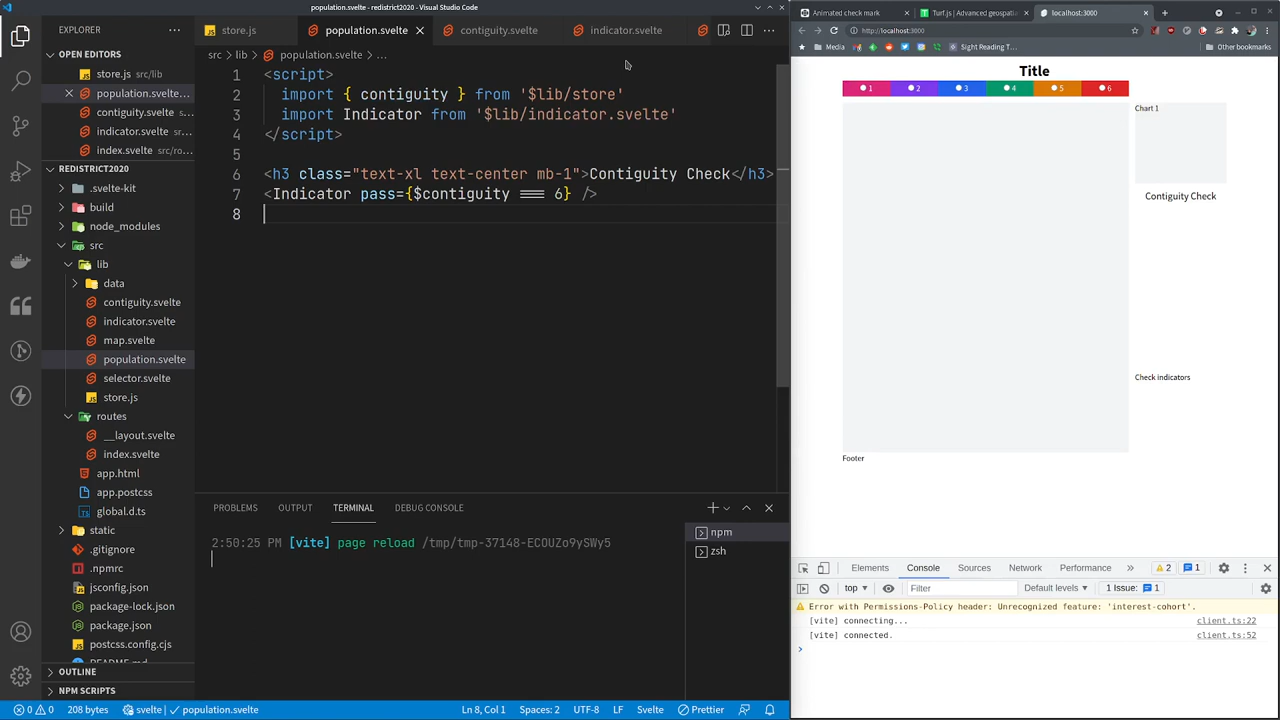 population.svelte - redistrict2020 - Visual Studio Code
EXPLORER
OPEN EDITORS
store.js src/lib
population.svelte...
contiguity.svelte ...
indicator.svelte ...
index.svelte src/ro...
REDISTRICT2020
.svelte-kit
build
node_modules
src
lib
data
contiguity.svelte
indicator.svelte
map.svelte
population.svelte
selector.svelte
store.js
routes
__layout.svelte
index.svelte
app.html
app.postcss
global.d.ts
static
.gitignore
.npmrc
jsconfig.json
package-lock.json
package.json
postcss.config.cjs
README.md
OUTLINE
NPM SCRIPTS
store.js
population.svelte
contiguity.svelte
indicator.svelte
src > lib > population.svelte > ...
1 <script>
2 import { contiguity } from '$lib/store'
3 import Indicator from '$lib/indicator.svelte'
4 </script>
5
6 <h3 class="text-xl text-center mb-1">Contiguity Check</h3>
7 <Indicator pass={$contiguity === 6} />
8
PROBLEMS OUTPUT TERMINAL DEBUG CONSOLE
2:50:25 PM [vite] page reload /tmp/tmp-37148-ECOUZo9ySWy5
npm
zsh
0 0 svelte 208 bytes population.svelte Ln 8, Col 1 Spaces: 2 UTF-8 LF Svelte Prettier
Animated check mark
Turf.js | Advanced geospati
localhost:3000
http://localhost:3000
Media
Sight Reading T...
Other bookmarks
Title
1 2 3 4 5 6
Chart 1
Contiguity Check
Check indicators
Footer
Elements Console Sources Network Performance » 2 1
top Filter Default levels 1 Issue: 1
Error with Permissions-Policy header: Unrecognized feature: 'interest-cohort'.
[vite] connecting... client.ts:22
[vite] connected. client.ts:52